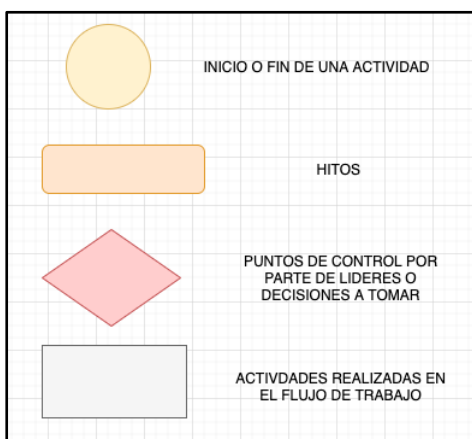 INICIO O FIN DE UNA ACTIVIDAD
HITOS
PUNTOS DE CONTROL POR
PARTE DE LIDERES O
DECISIONES A TOMAR
ACTIVDADES REALIZADAS EN
EL FLUJO DE TRABAJO